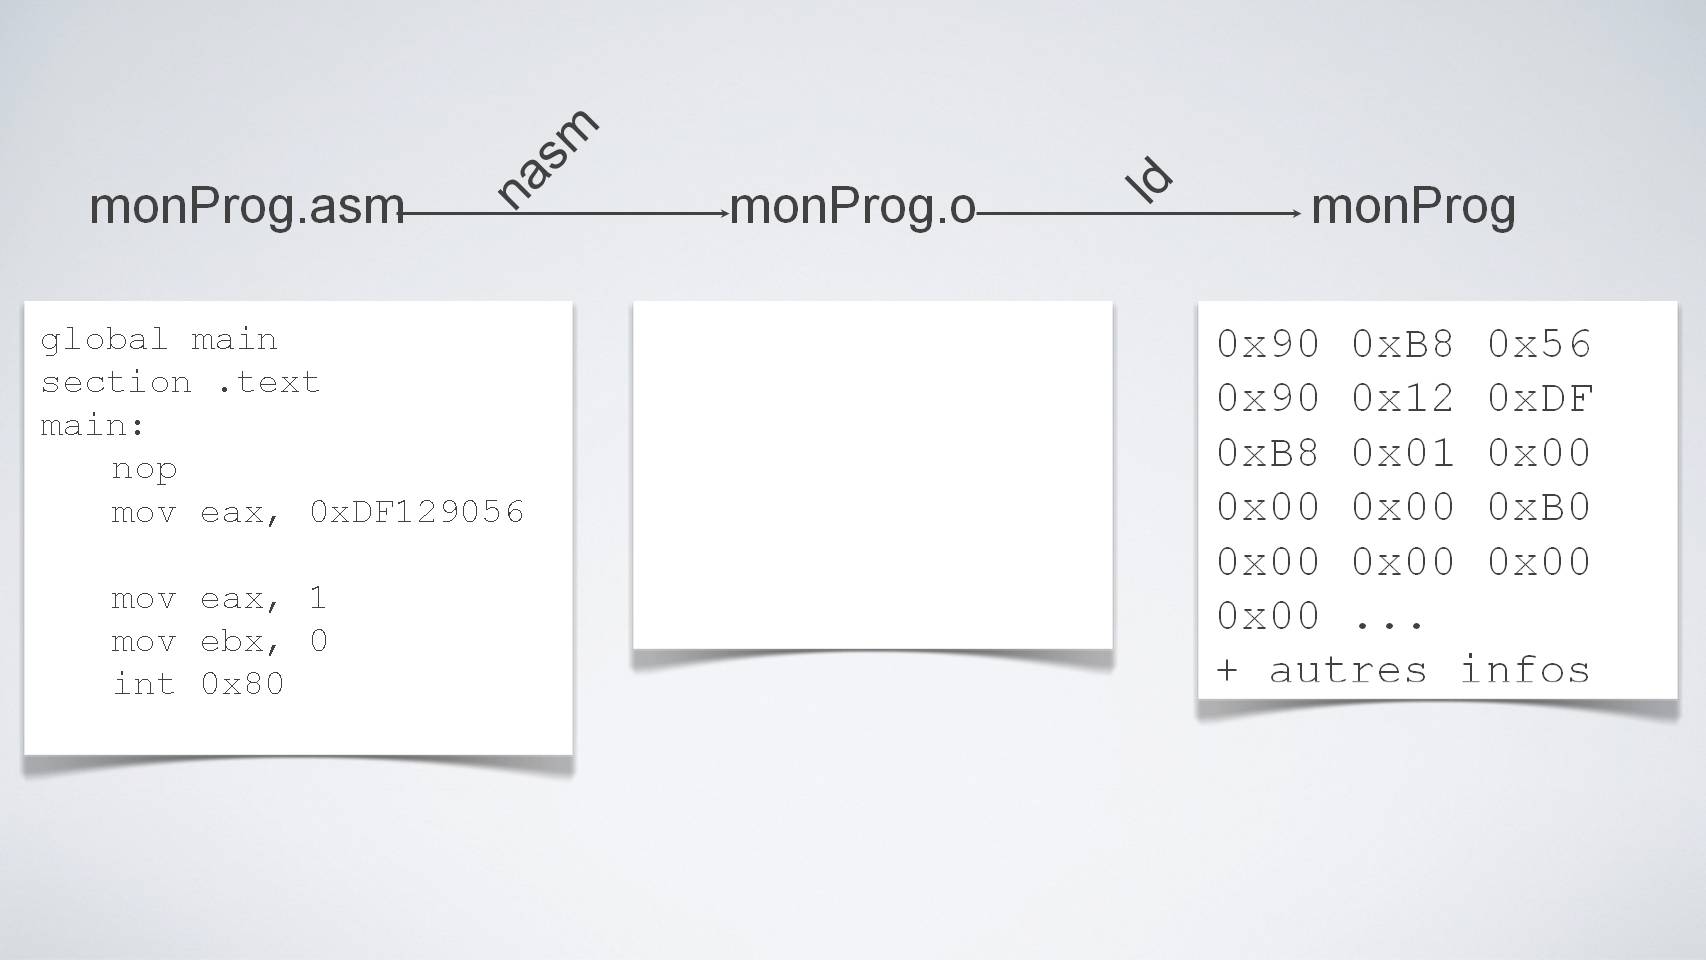 nasm
ld
monProg.asm monProg.o monProg
global main
section .text
main:
nop
mov eax, 0xDF129056
mov eax, 1
mov ebx, 0
int 0x80
0x90 0xB8 0x56
0x90 0x12 0xDF
0xB8 0x01 0x00
0x00 0x00 0xB0
0x00 0x00 0x00
0x00 ...
+ autres infos